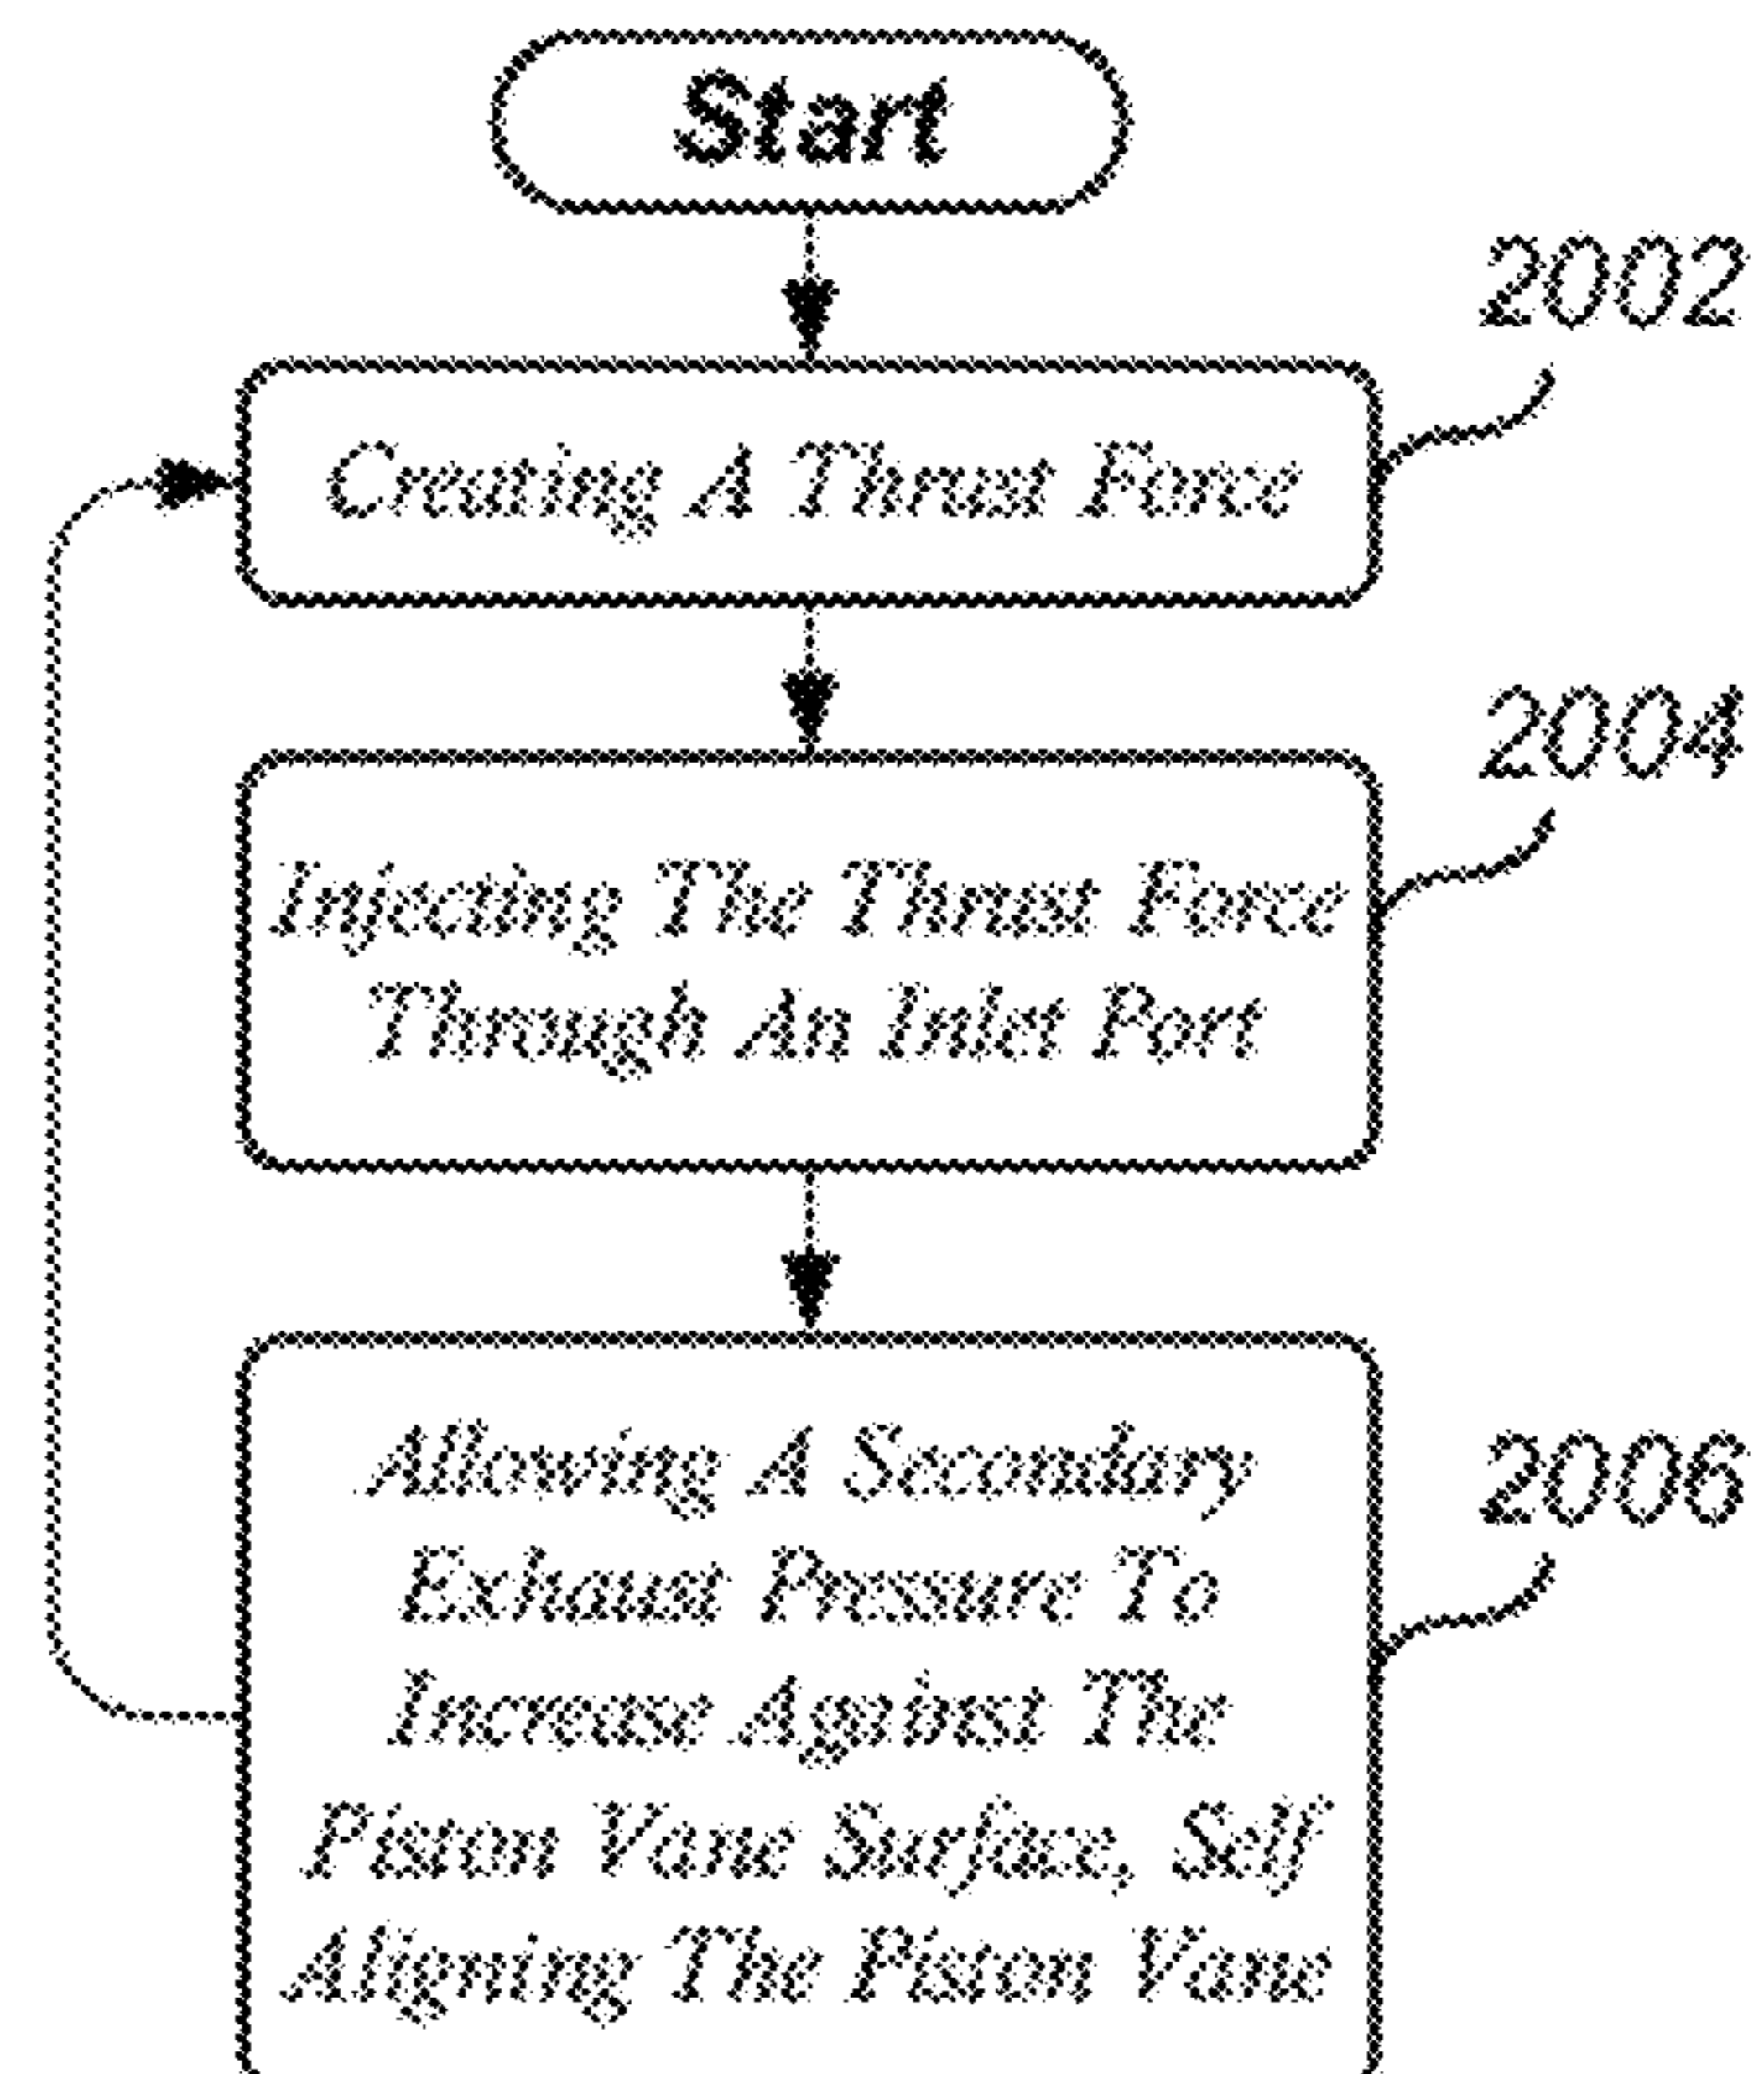 Start
2002
Creating A Thrust Force
2004
Injecting The Thrust Force
Through An Inlet Port
2006
Allowing A Secondary
Exhaust Pressure To
Increase Against The
Piston Vane Surface, Self
Aligning The Piston Vane